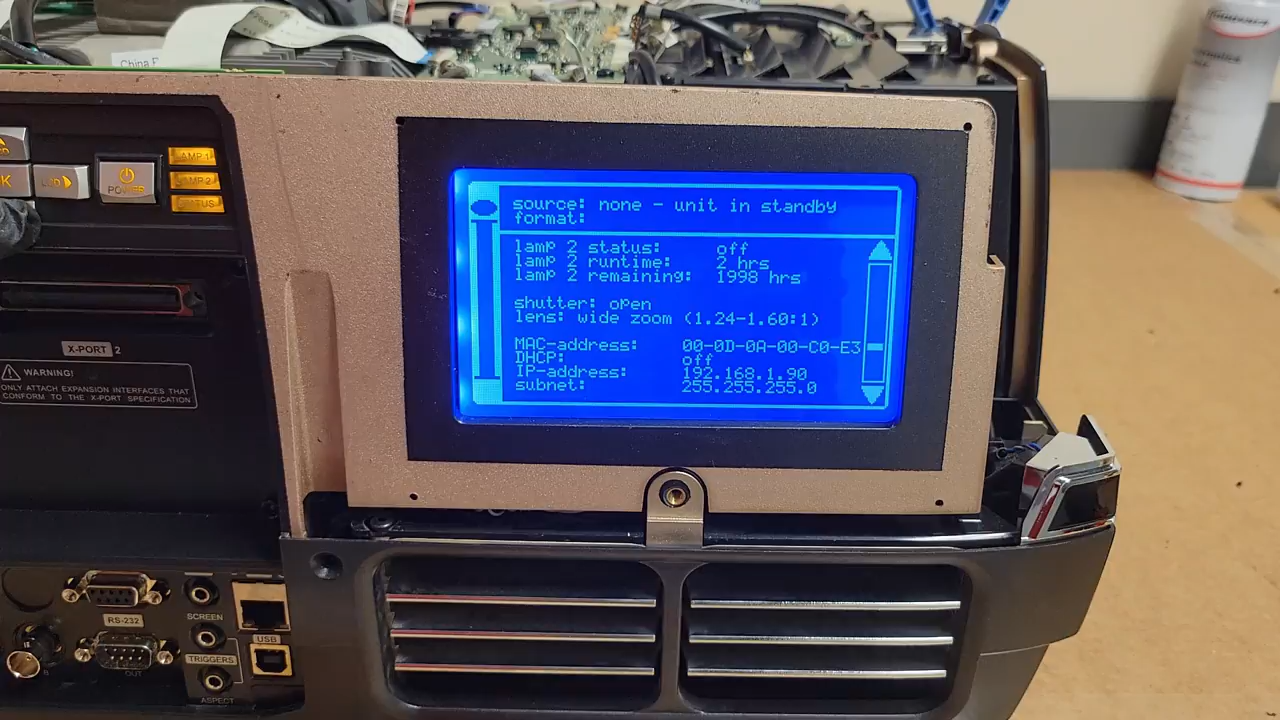 China
LAMP 1
POWER
LAMP 2
STATUS
source: none - unit in standby
format:
lamp 2 status: off
lamp 2 runtime: 2 hrs
lamp 2 remaining: 1998 hrs
shutter: open
lens: wide zoom (1.24-1.60:1)
MAC-address: 00-0D-0A-00-C0-E3
DHCP: off
IP-address: 192.168.1.90
subnet: 255.255.255.0
X-PORT 2
WARNING!
ONLY ATTACH EXPANSION INTERFACES THAT
CONFORM TO THE X-PORT SPECIFICATION
SCREEN
RS-232
USB
TRIGGERS
OUT
ASPECT